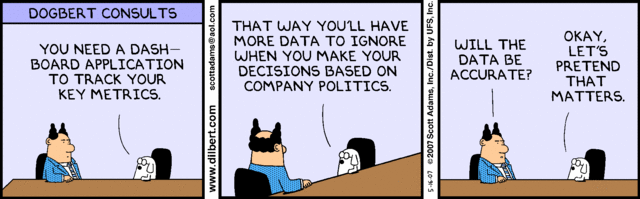 DOGBERT CONSULTS
YOU NEED A DASH-
BOARD APPLICATION
TO TRACK YOUR
KEY METRICS.
www.dilbert.com
scottadams@aol.com
THAT WAY YOU'LL HAVE
MORE DATA TO IGNORE
WHEN YOU MAKE YOUR
DECISIONS BASED ON
COMPANY POLITICS.
5-16-07 ©2007 Scott Adams, Inc./Dist. by UFS, Inc.
WILL THE
DATA BE
ACCURATE?
OKAY,
LET'S
PRETEND
THAT
MATTERS.